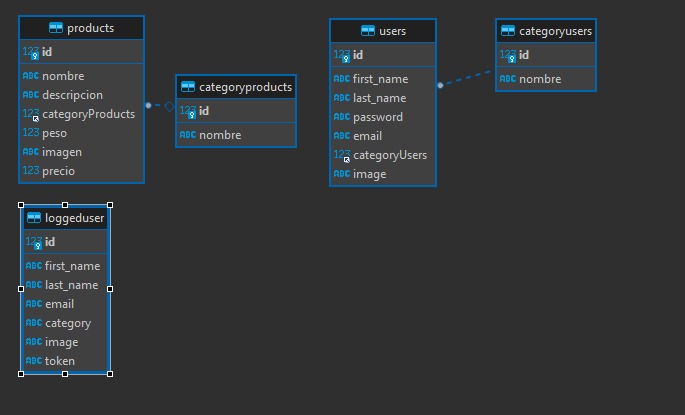 products
123 id
ABC nombre
ABC descripcion
123 categoryProducts
123 peso
ABC imagen
123 precio
categoryproducts
123 id
ABC nombre
users
123 id
ABC first_name
ABC last_name
ABC password
ABC email
123 categoryUsers
ABC image
categoryusers
123 id
ABC nombre
loggeduser
123 id
ABC first_name
ABC last_name
ABC email
ABC category
ABC image
ABC token